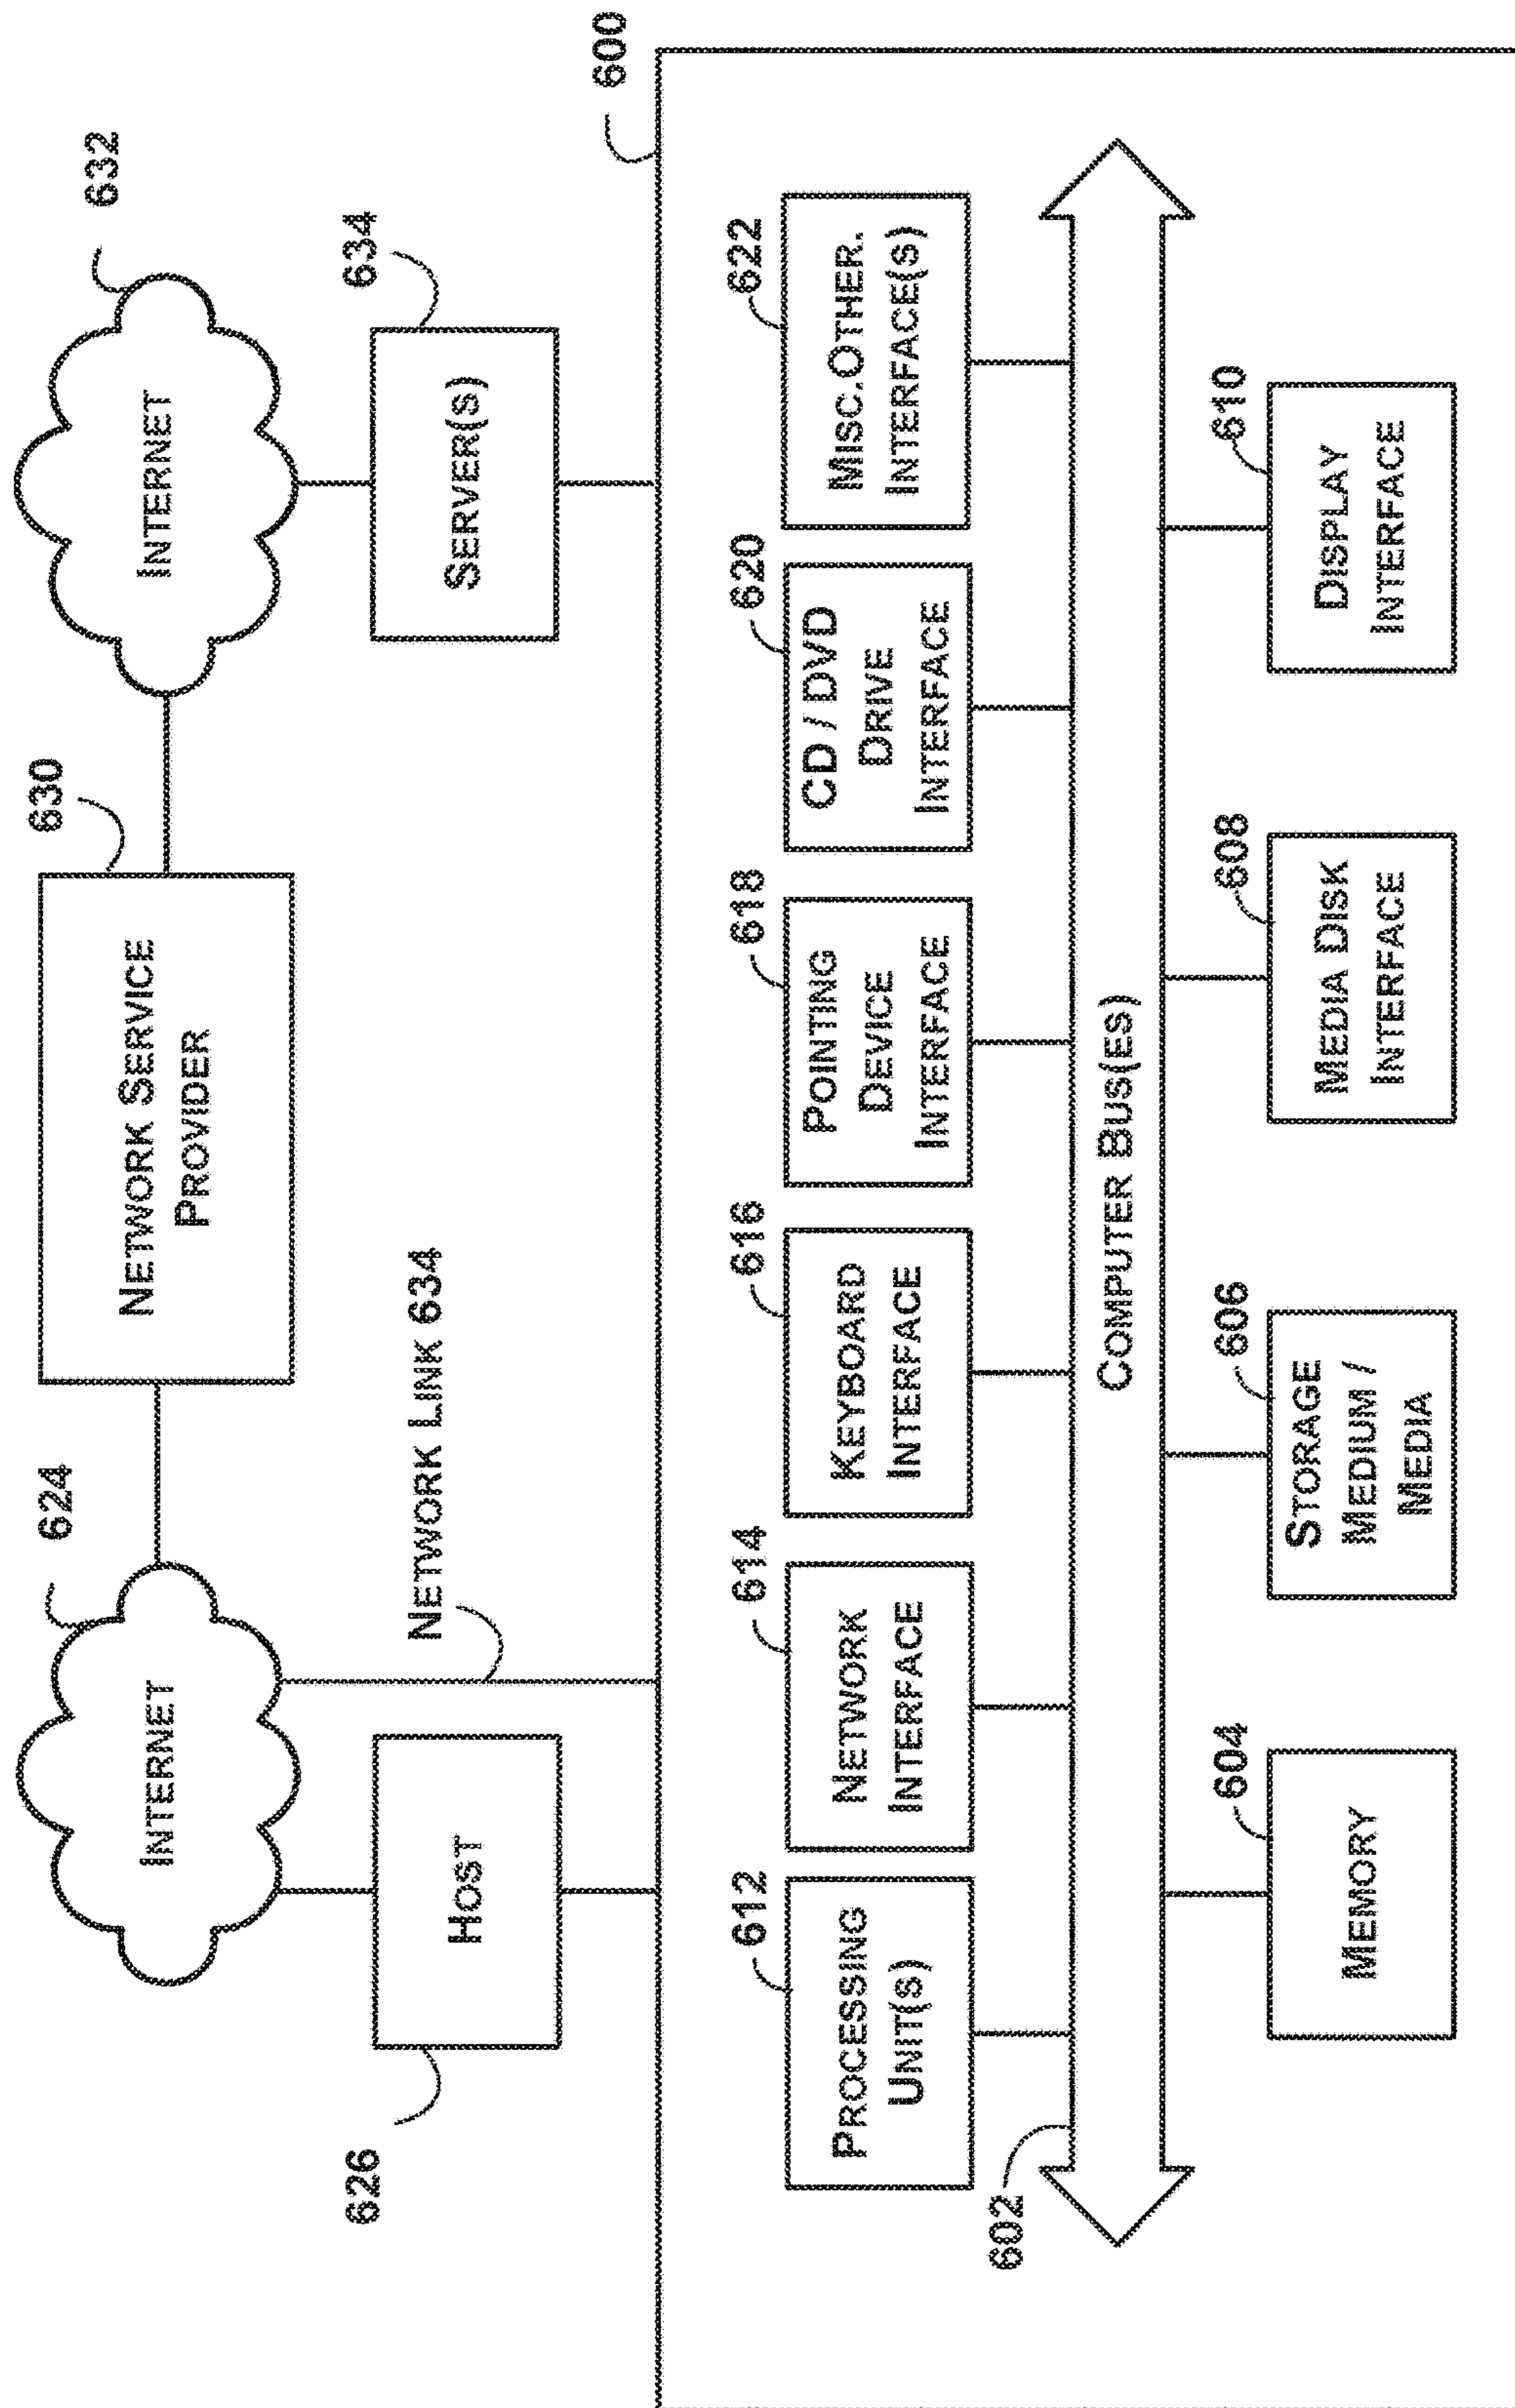 624
INTERNET
NETWORK SERVICE
PROVIDER
630
INTERNET
632
626
HOST
NETWORK LINK 634
SERVER(S)
634
600
612
PROCESSING
UNIT(S)
614
NETWORK
INTERFACE
616
KEYBOARD
INTERFACE
618
POINTING
DEVICE
INTERFACE
620
CD / DVD
DRIVE
INTERFACE
622
MISC.OTHER.
INTERFACE(S)
602
COMPUTER BUS(ES)
604
MEMORY
606
STORAGE
MEDIUM /
MEDIA
608
MEDIA DISK
INTERFACE
610
DISPLAY
INTERFACE